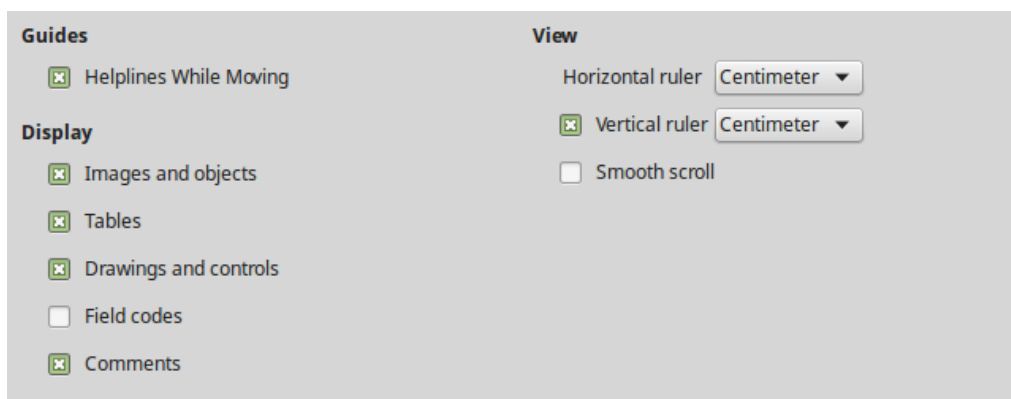 Guides
Helplines While Moving
Display
Images and objects
Tables
Drawings and controls
Field codes
Comments
View
Horizontal ruler Centimeter
Vertical ruler Centimeter
Smooth scroll